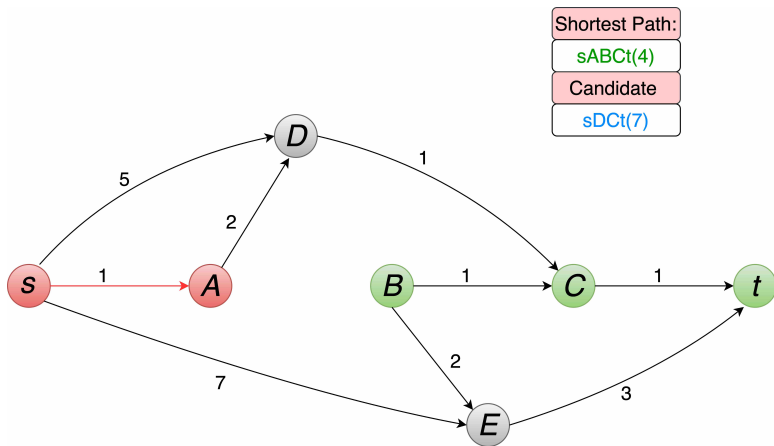 Shortest Path:
sABCt(4)
Candidate
sDCt(7)
D
5
1
2
s
1
A
B
1
C
1
t
2
7
3
E